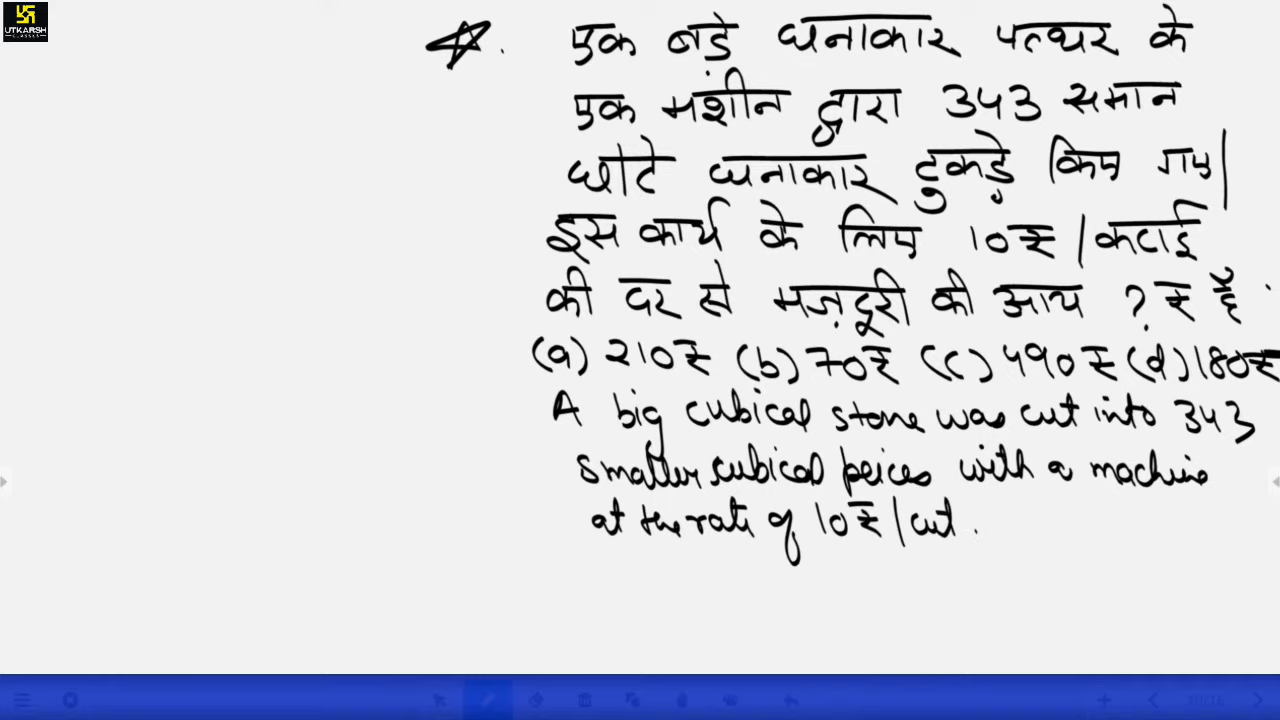 UTKARSH
CLASSES
एक बड़े घनाकार पत्थर के
एक मशीन द्वारा 343 समान
छोटे घनाकार टुकड़े किए गए|
इस कार्य के लिए 10₹ |कटाई
की दर से मज़दूरी की आय ? ₹ है
(a) 210₹ (b) 70₹ (c) 490₹ (d) 180₹
A big cubical stone was cut into 343
smaller cubical peices with a machine
at the rate of 10₹ |cut .